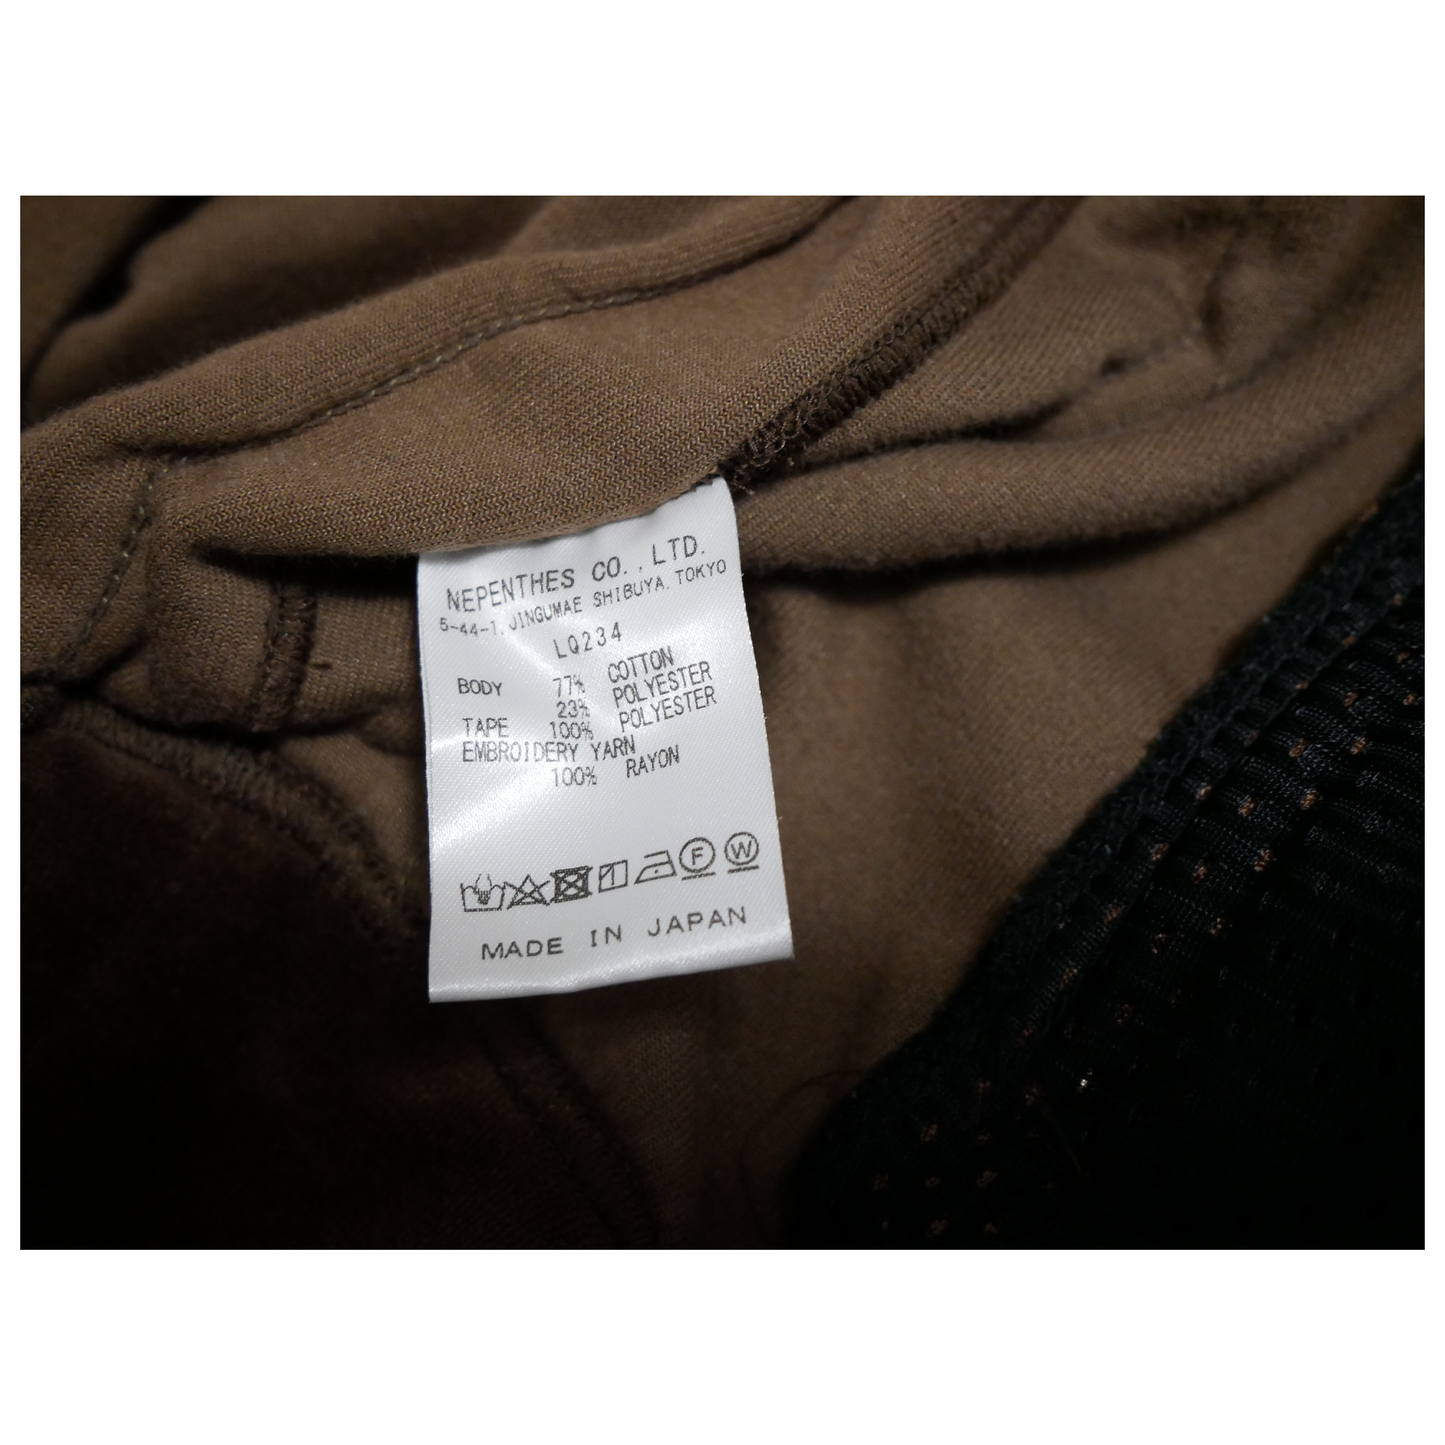 NEPENTHES CO., LTD.
5-44-1, JINGUMAE SHIBUYA, TOKYO
LQ234
BODY 77% COTTON
23% POLYESTER
TAPE 100% POLYESTER
EMBROIDERY YARN
100% RAYON
F W
MADE IN JAPAN